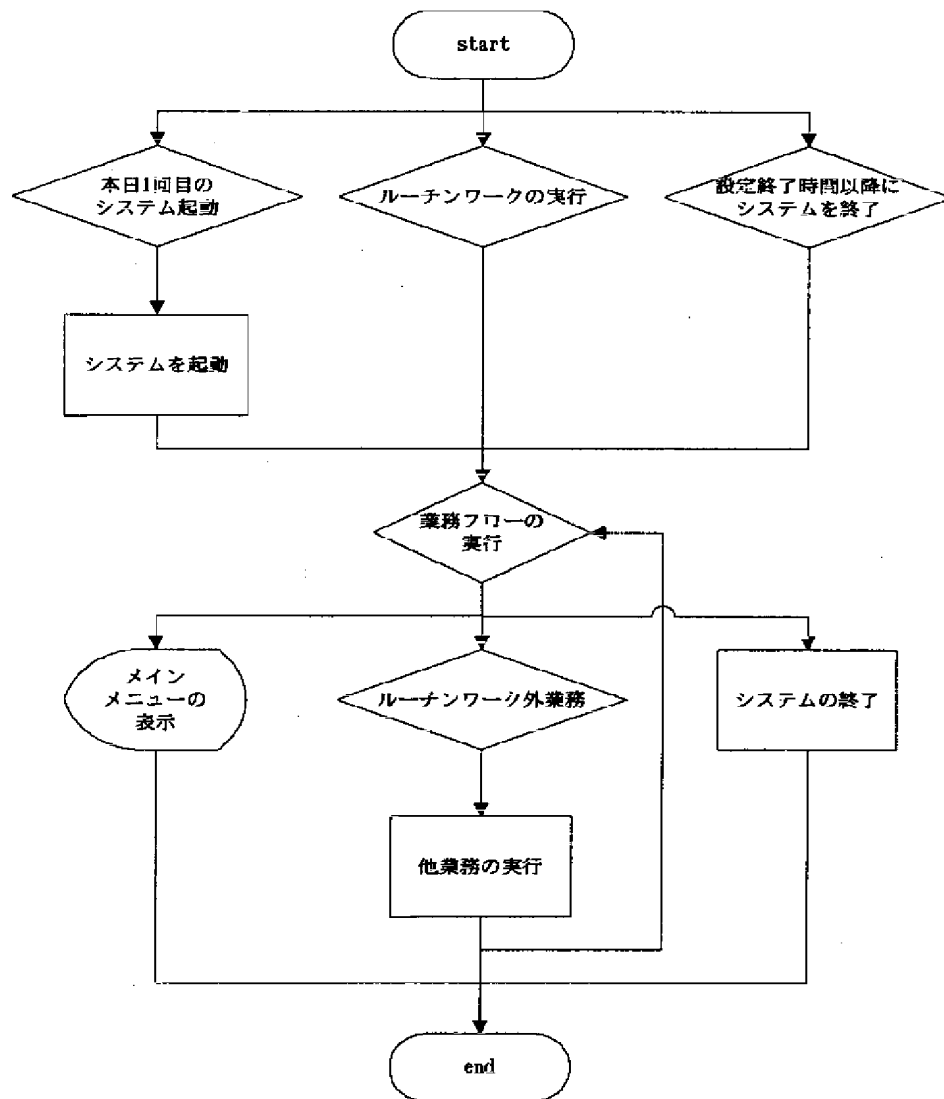 start
本日1回目の
システム起動
ルーチンワークの実行
設定終了時間以降に
システムを終了
システムを起動
業務フローの
実行
メイン
メニューの
表示
ルーチンワーク外業務
システムの終了
他業務の実行
end